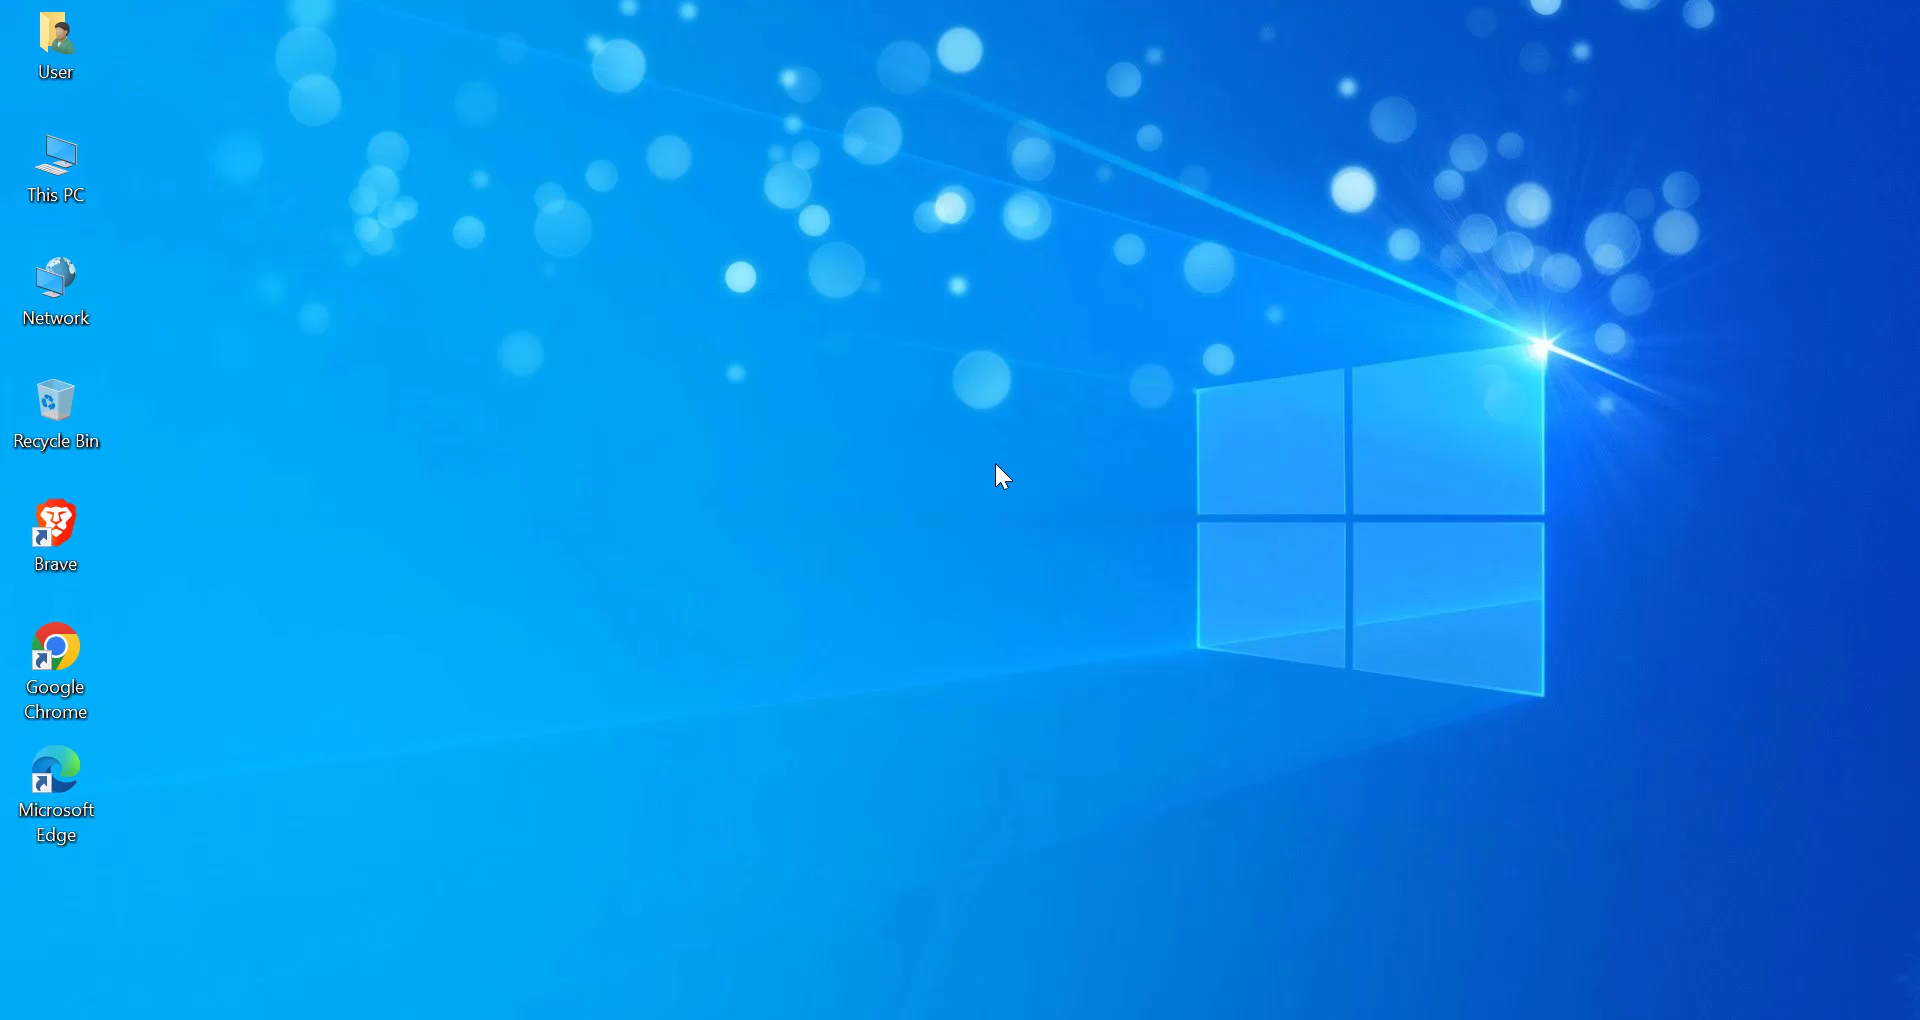 User
This PC
Network
Recycle Bin
Brave
Google
Chrome
Microsoft
Edge